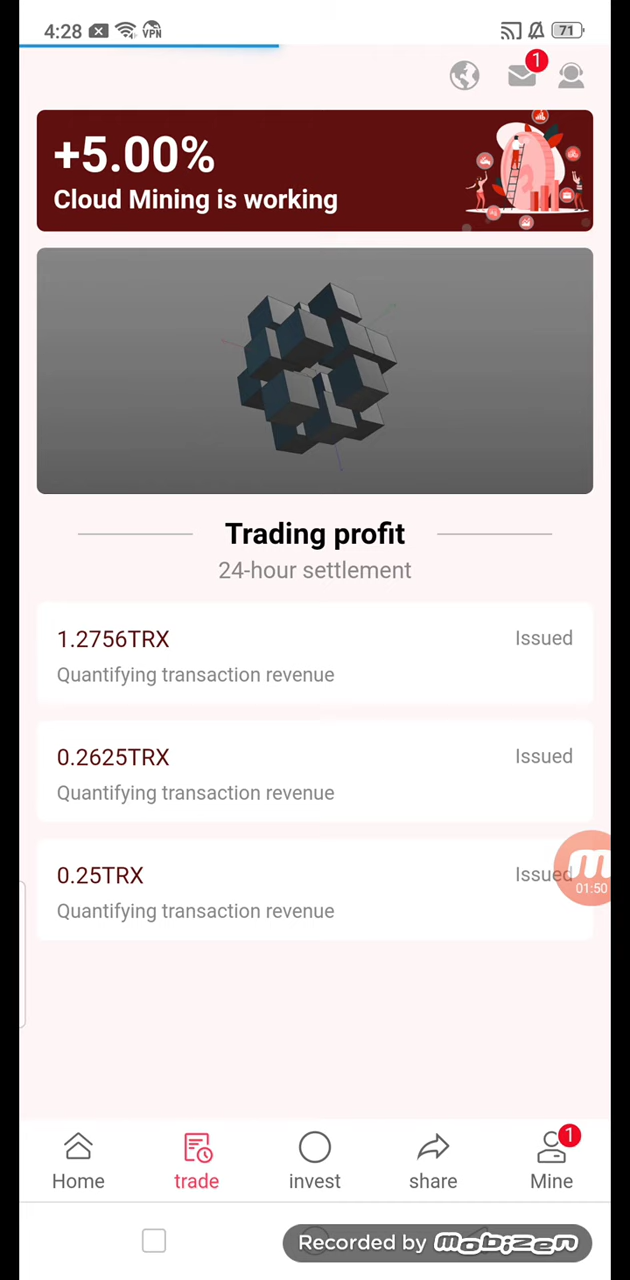 4:28
VPN
71
1
+5.00%
Cloud Mining is working
Trading profit
24-hour settlement
1.2756TRX
Issued
Quantifying transaction revenue
0.2625TRX
Issued
Quantifying transaction revenue
0.25TRX
Issued
Quantifying transaction revenue
m
01:50
1
Home
trade
invest
share
Mine
Recorded by mobizen